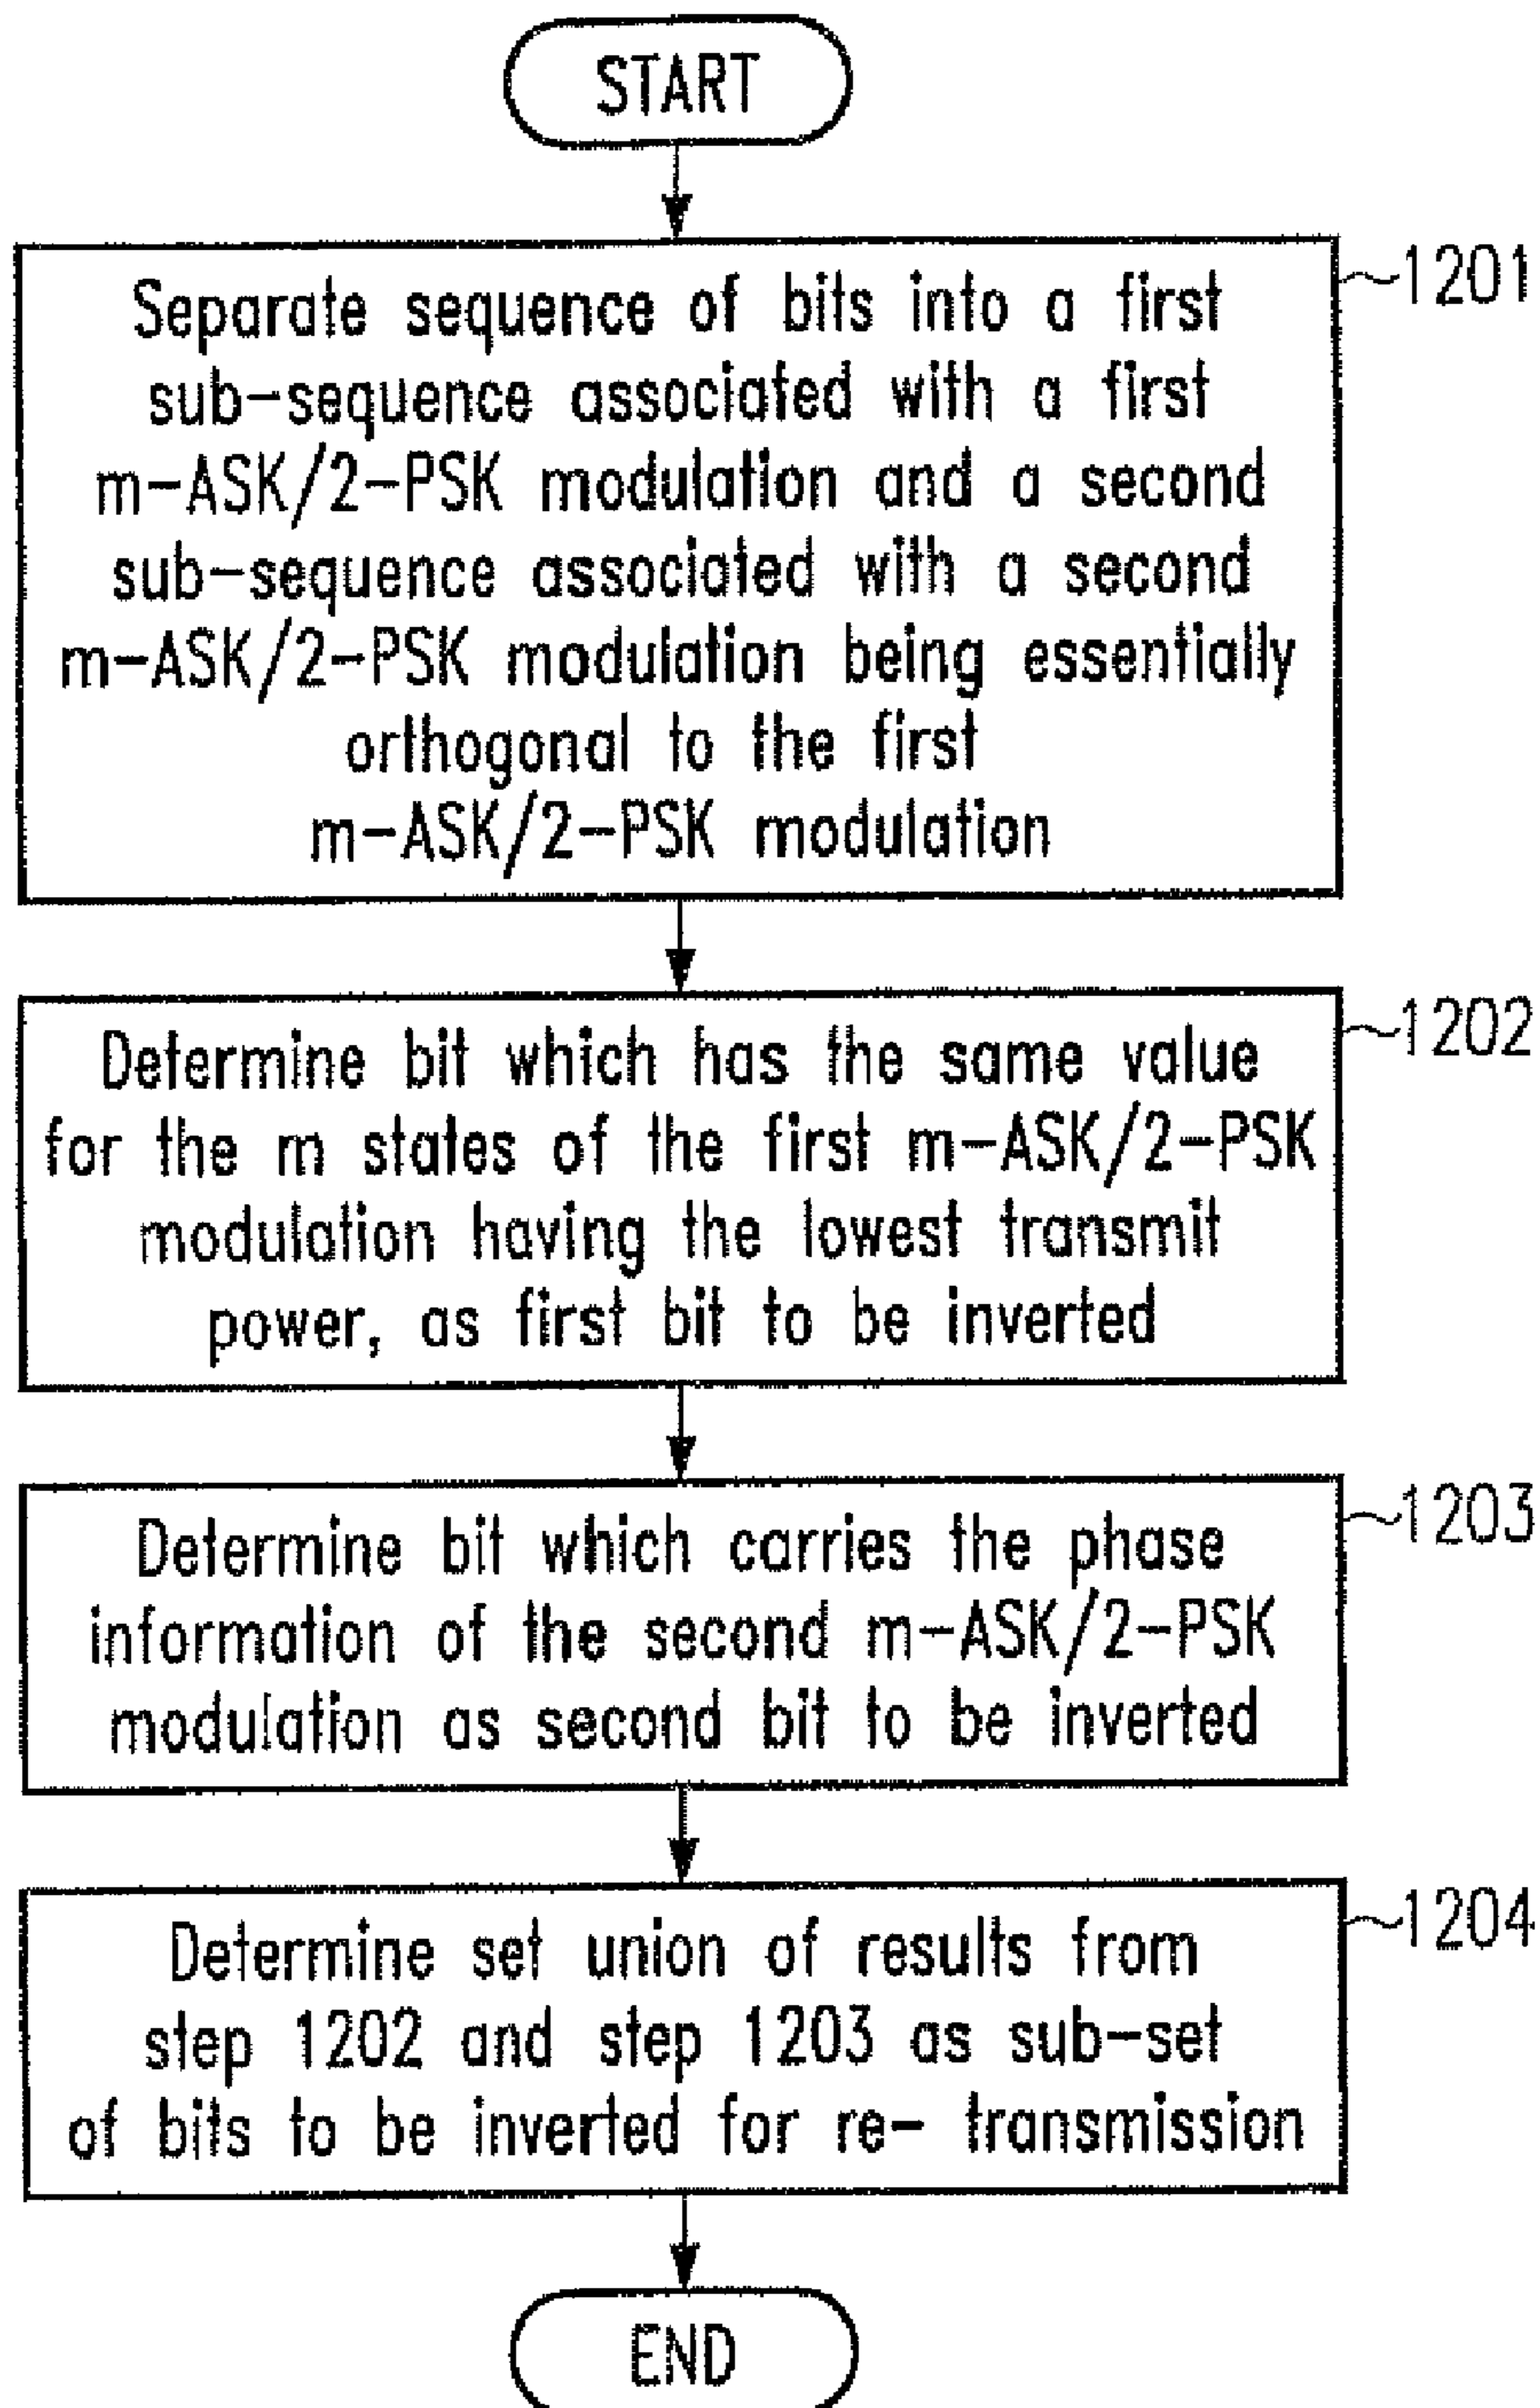 START
Separate sequence of bits into a first
sub-sequence associated with a first
m-ASK/2-PSK modulation and a second
sub-sequence associated with a second
m-ASK/2-PSK modulation being essentially
orthogonal to the first
m-ASK/2-PSK modulation
1201
Determine bit which has the same value
for the m states of the first m-ASK/2-PSK
modulation having the lowest transmit
power, as first bit to be inverted
1202
Determine bit which carries the phase
information of the second m-ASK/2-PSK
modulation as second bit to be inverted
1203
Determine set union of results from
step 1202 and step 1203 as sub-set
of bits to be inverted for re- transmission
1204
END